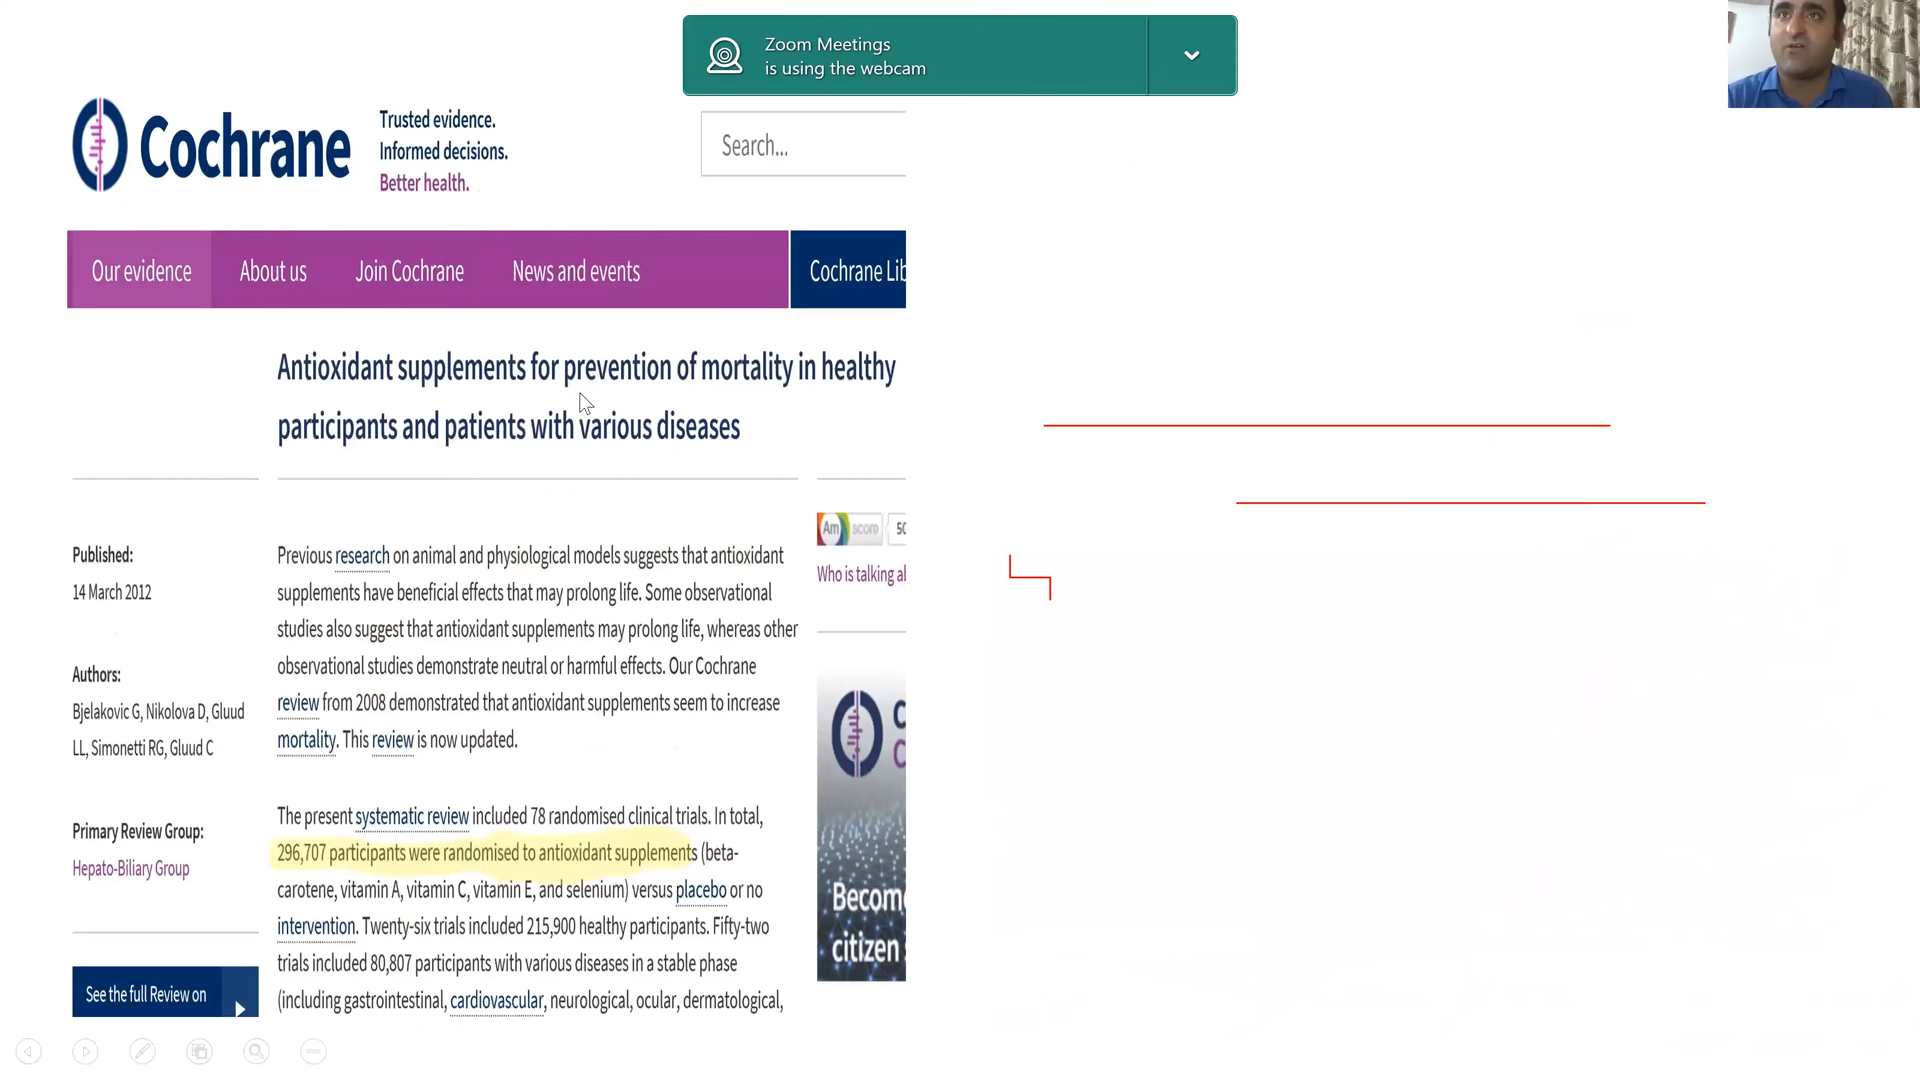 Zoom Meetings
is using the webcam
Cochrane
Trusted evidence.
Informed decisions.
Better health.
Search...
Our evidence
About us
Join Cochrane
News and events
Cochrane Lib
Antioxidant supplements for prevention of mortality in healthy
participants and patients with various diseases
Published:
14 March 2012
Authors:
Bjelakovic G, Nikolova D, Gluud
LL, Simonetti RG, Gluud C
Primary Review Group:
Hepato-Biliary Group
See the full Review on
Previous research on animal and physiological models suggests that antioxidant
supplements have beneficial effects that may prolong life. Some observational
studies also suggest that antioxidant supplements may prolong life, whereas other
observational studies demonstrate neutral or harmful effects. Our Cochrane
review from 2008 demonstrated that antioxidant supplements seem to increase
mortality. This review is now updated.
The present systematic review included 78 randomised clinical trials. In total,
296,707 participants were randomised to antioxidant supplements (beta-
carotene, vitamin A, vitamin C, vitamin E, and selenium) versus placebo or no
intervention. Twenty-six trials included 215,900 healthy participants. Fifty-two
trials included 80,807 participants with various diseases in a stable phase
(including gastrointestinal, cardiovascular, neurological, ocular, dermatological,
Am score 50
Who is talking ab
C
C
Become
citizen s